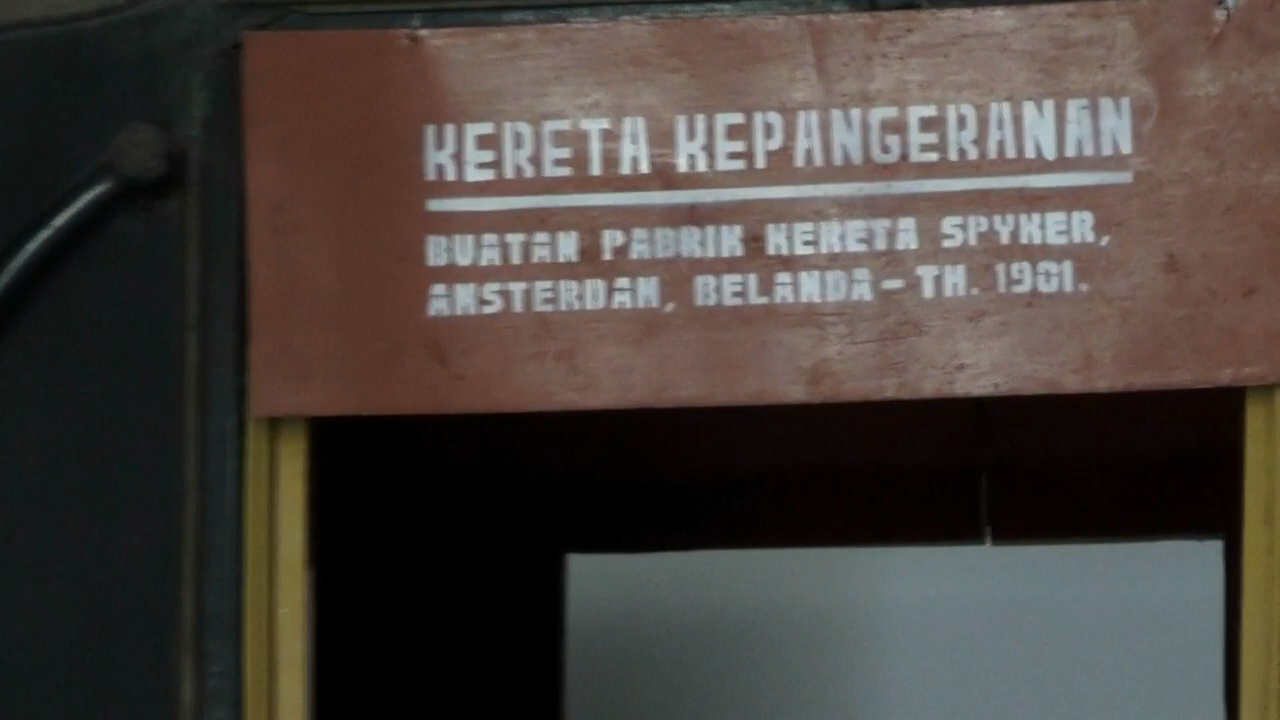 KERETA KEPANGERANAN
BUATAN PABRIK KERETA SPYKER,
AMSTERDAM, BELANDA - TH. 1901.